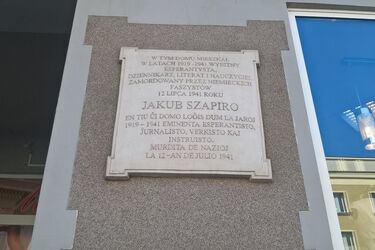 W TYM DOMU MIESZKAŁ
W LATACH 1919-1941 WYBITNY
ESPERANTYSTA,
DZIENNIKARZ, LITERAT I NAUCZYCIEL
ZAMORDOWANY PRZEZ NIEMIECKICH
FASZYSTÓW
12 LIPCA 1941 ROKU
JAKUB SZAPIRO
EN TIU ĈI DOMO LOĜIS DUM LA JAROJ
1919-1941 EMINENTA ESPERANTISTO,
ĴURNALISTO, VERKISTO KAJ
INSTRUISTO,
MURDITA DE NAZIOJ
LA 12-AN DE JULIO 1941